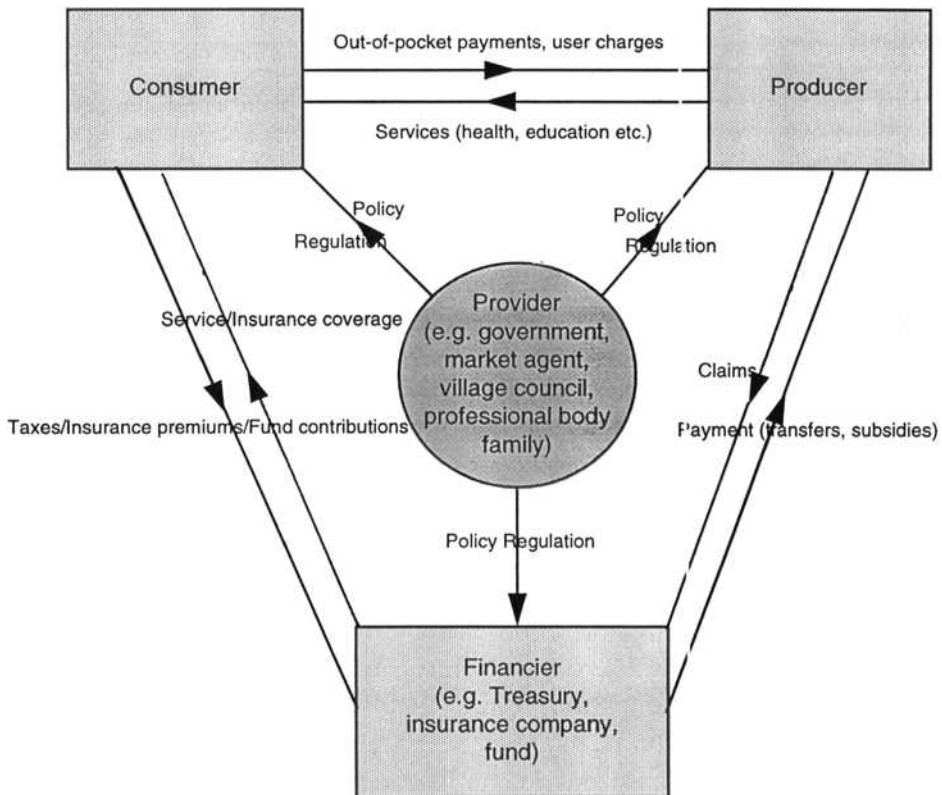 Out-of-pocket payments, user charges
Consumer
Producer
Services (health, education etc.)
Policy
Regulation
Policy
Regulation
Provider
(e.g. government,
market agent,
village council,
professional body
family)
Service/Insurance coverage
Claims
Taxes/Insurance premiums/Fund contributions
Payment (transfers, subsidies)
Policy Regulation
Financier
(e.g. Treasury,
insurance company,
fund)